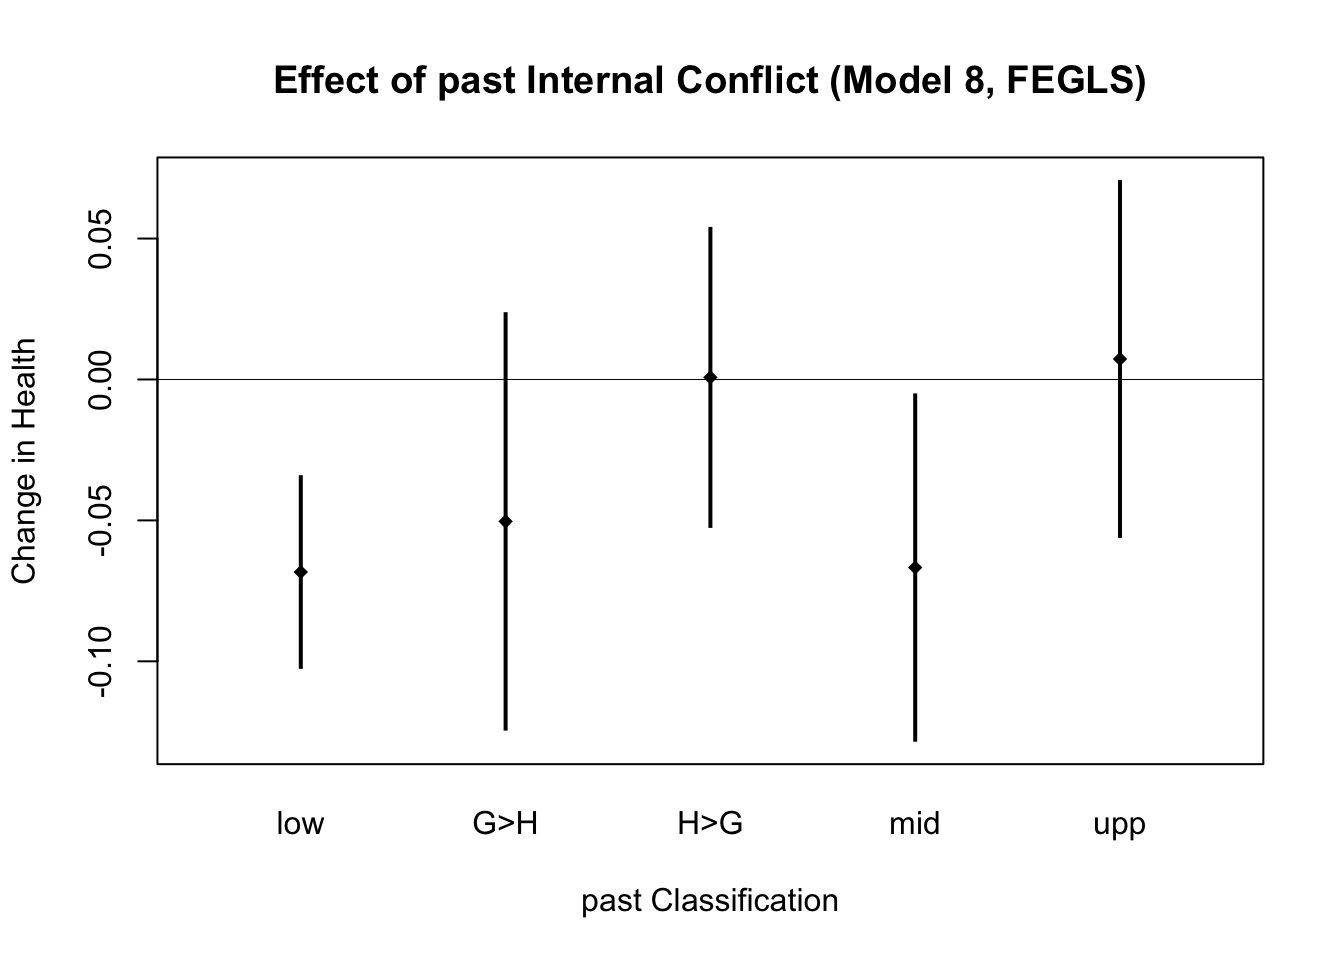 Effect of past Internal Conflict (Model 8, FEGLS)
Change in Health
0.05
0.00
-0.05
-0.10
low G>H H>G mid upp
past Classification